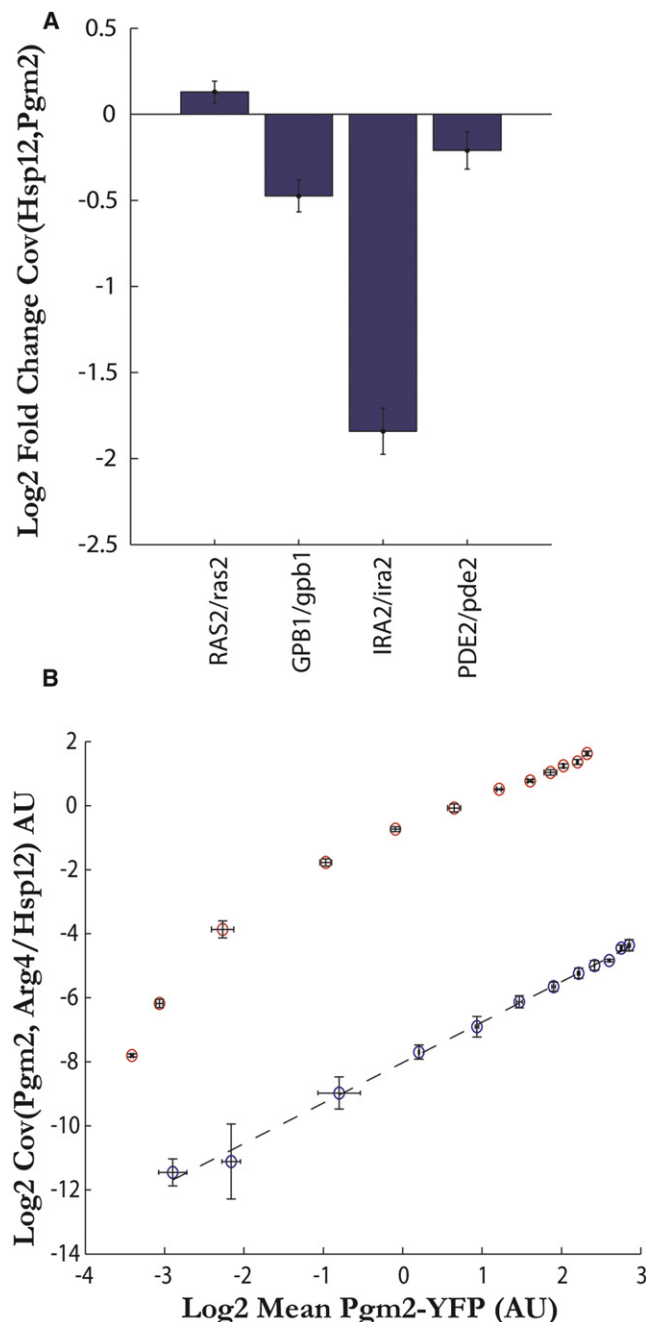 A
Log2 Fold Change Cov(Hsp12,Pgm2)
0.5
0
-0.5
-1
-1.5
-2
-2.5
RAS2/ras2
GPB1/gpb1
IRA2/ira2
PDE2/pde2
B
Log2 Cov(Pgm2, Arg4/Hsp12) AU
2
0
-2
-4
-6
-8
-10
-12
-14
-4 -3 -2 -1 0 1 2 3
Log2 Mean Pgm2-YFP (AU)